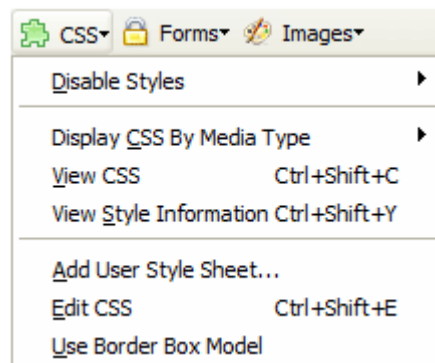 CSS Forms Images
Disable Styles
Display CSS By Media Type
View CSS Ctrl+Shift+C
View Style Information Ctrl+Shift+Y
Add User Style Sheet...
Edit CSS Ctrl+Shift+E
Use Border Box Model